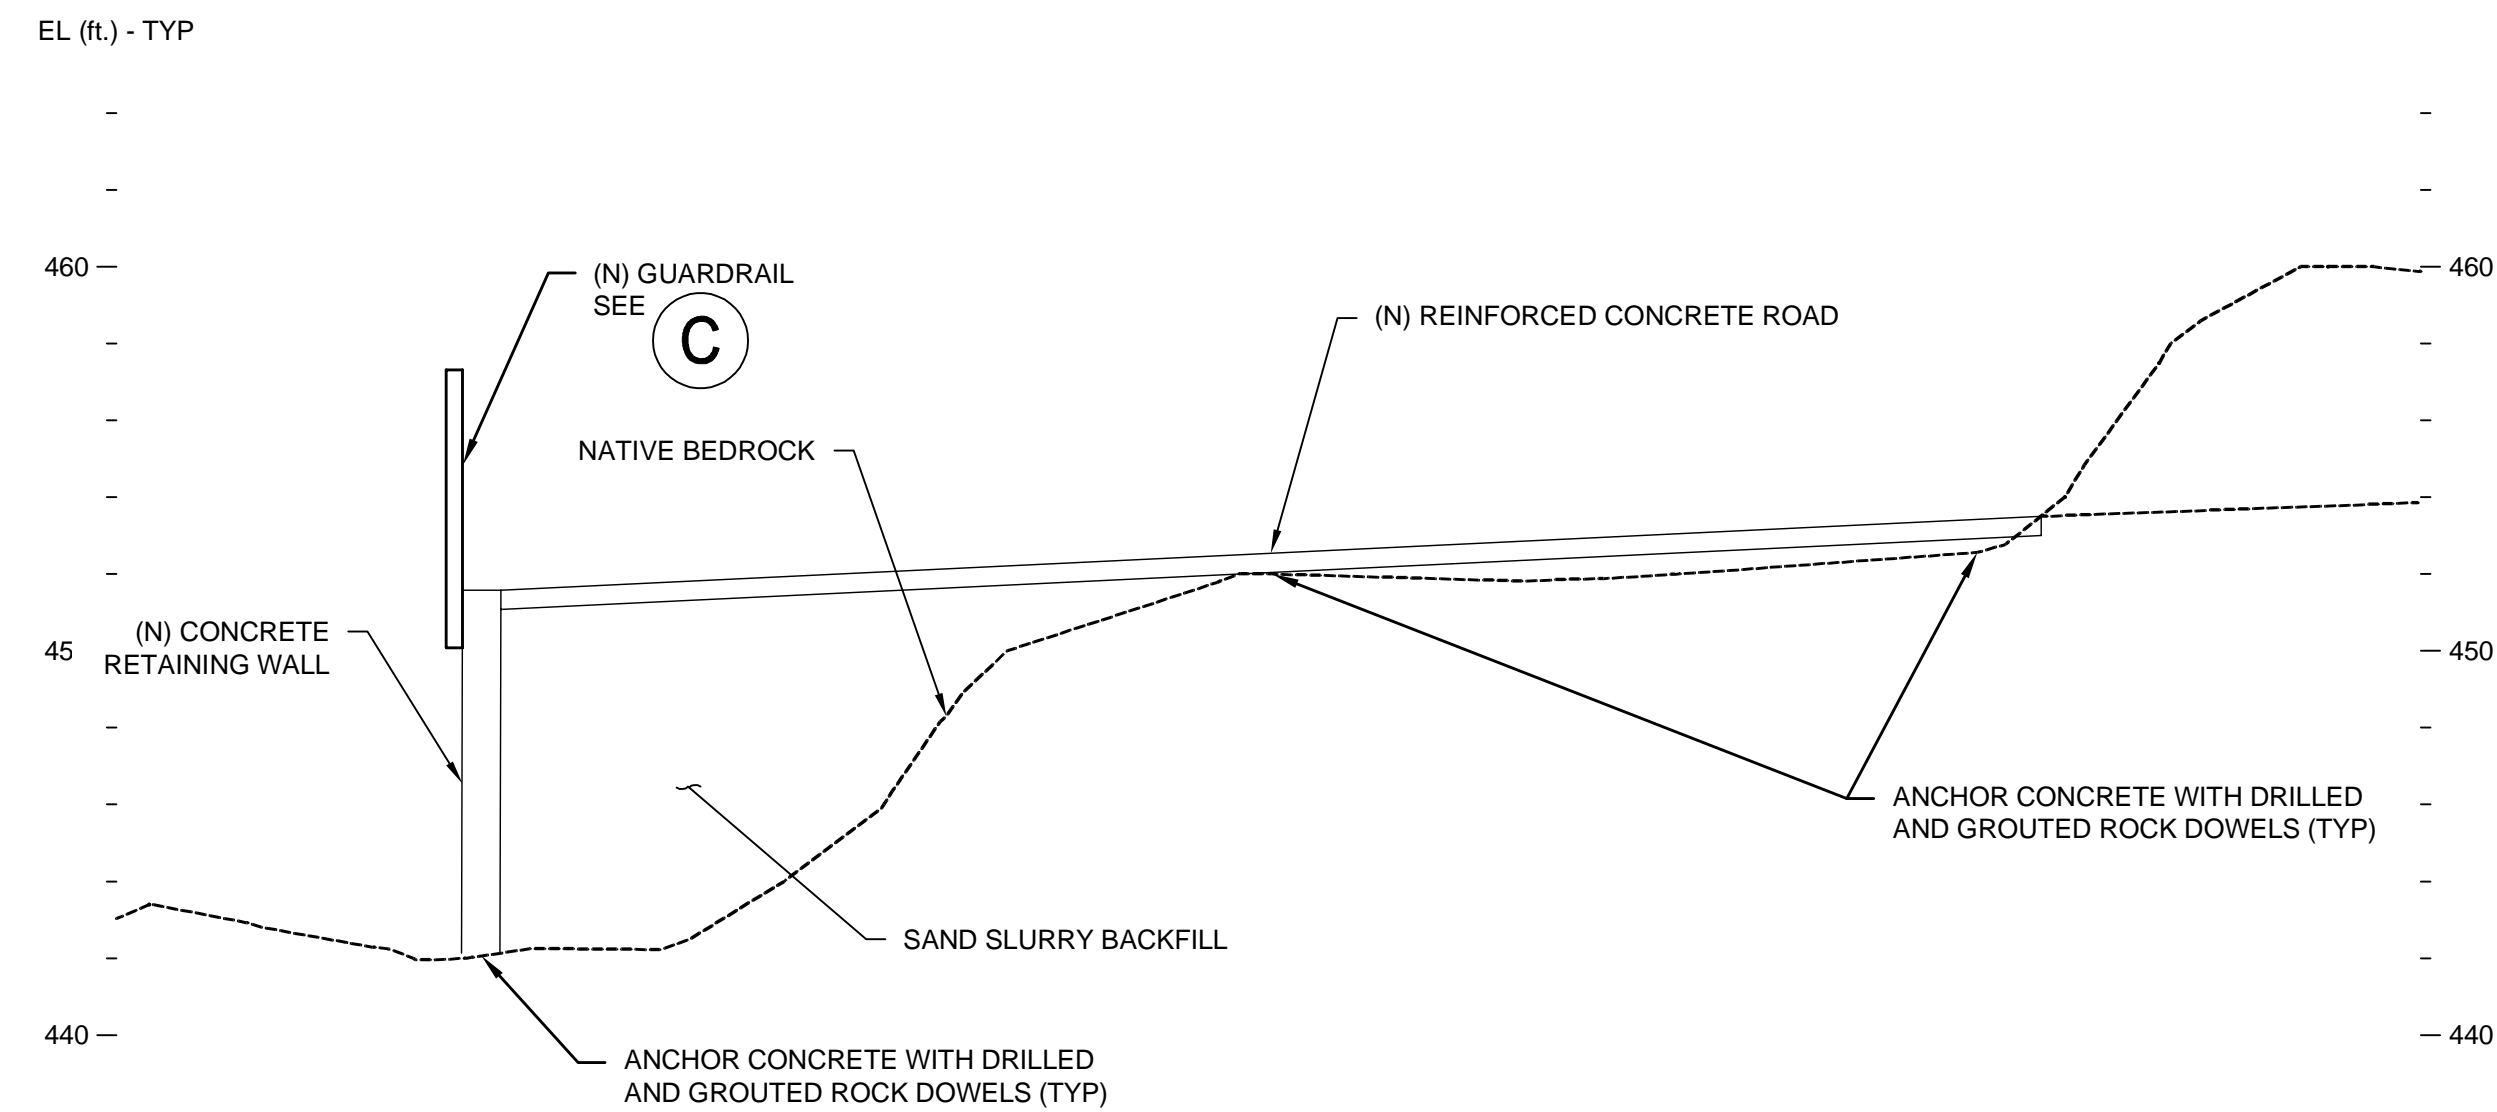 EL (ft.) - TYP
460
(N) GUARDRAIL
SEE
C
(N) REINFORCED CONCRETE ROAD
460
NATIVE BEDROCK
(N) CONCRETE
RETAINING WALL
45
450
ANCHOR CONCRETE WITH DRILLED
AND GROUTED ROCK DOWELS (TYP)
SAND SLURRY BACKFILL
440
440
ANCHOR CONCRETE WITH DRILLED
AND GROUTED ROCK DOWELS (TYP)